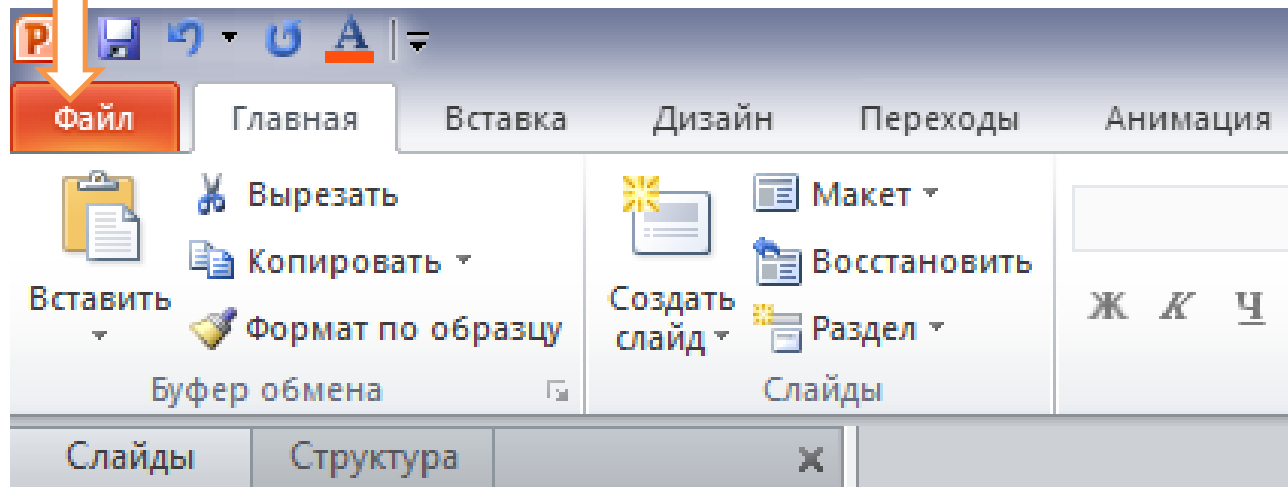 Файл Главная Вставка Дизайн Переходы Анимация
Вставить
Вырезать
Копировать
Формат по образцу
Буфер обмена
Создать
слайд
Макет
Восстановить
Раздел
Слайды
Ж К Ч
Слайды Структура